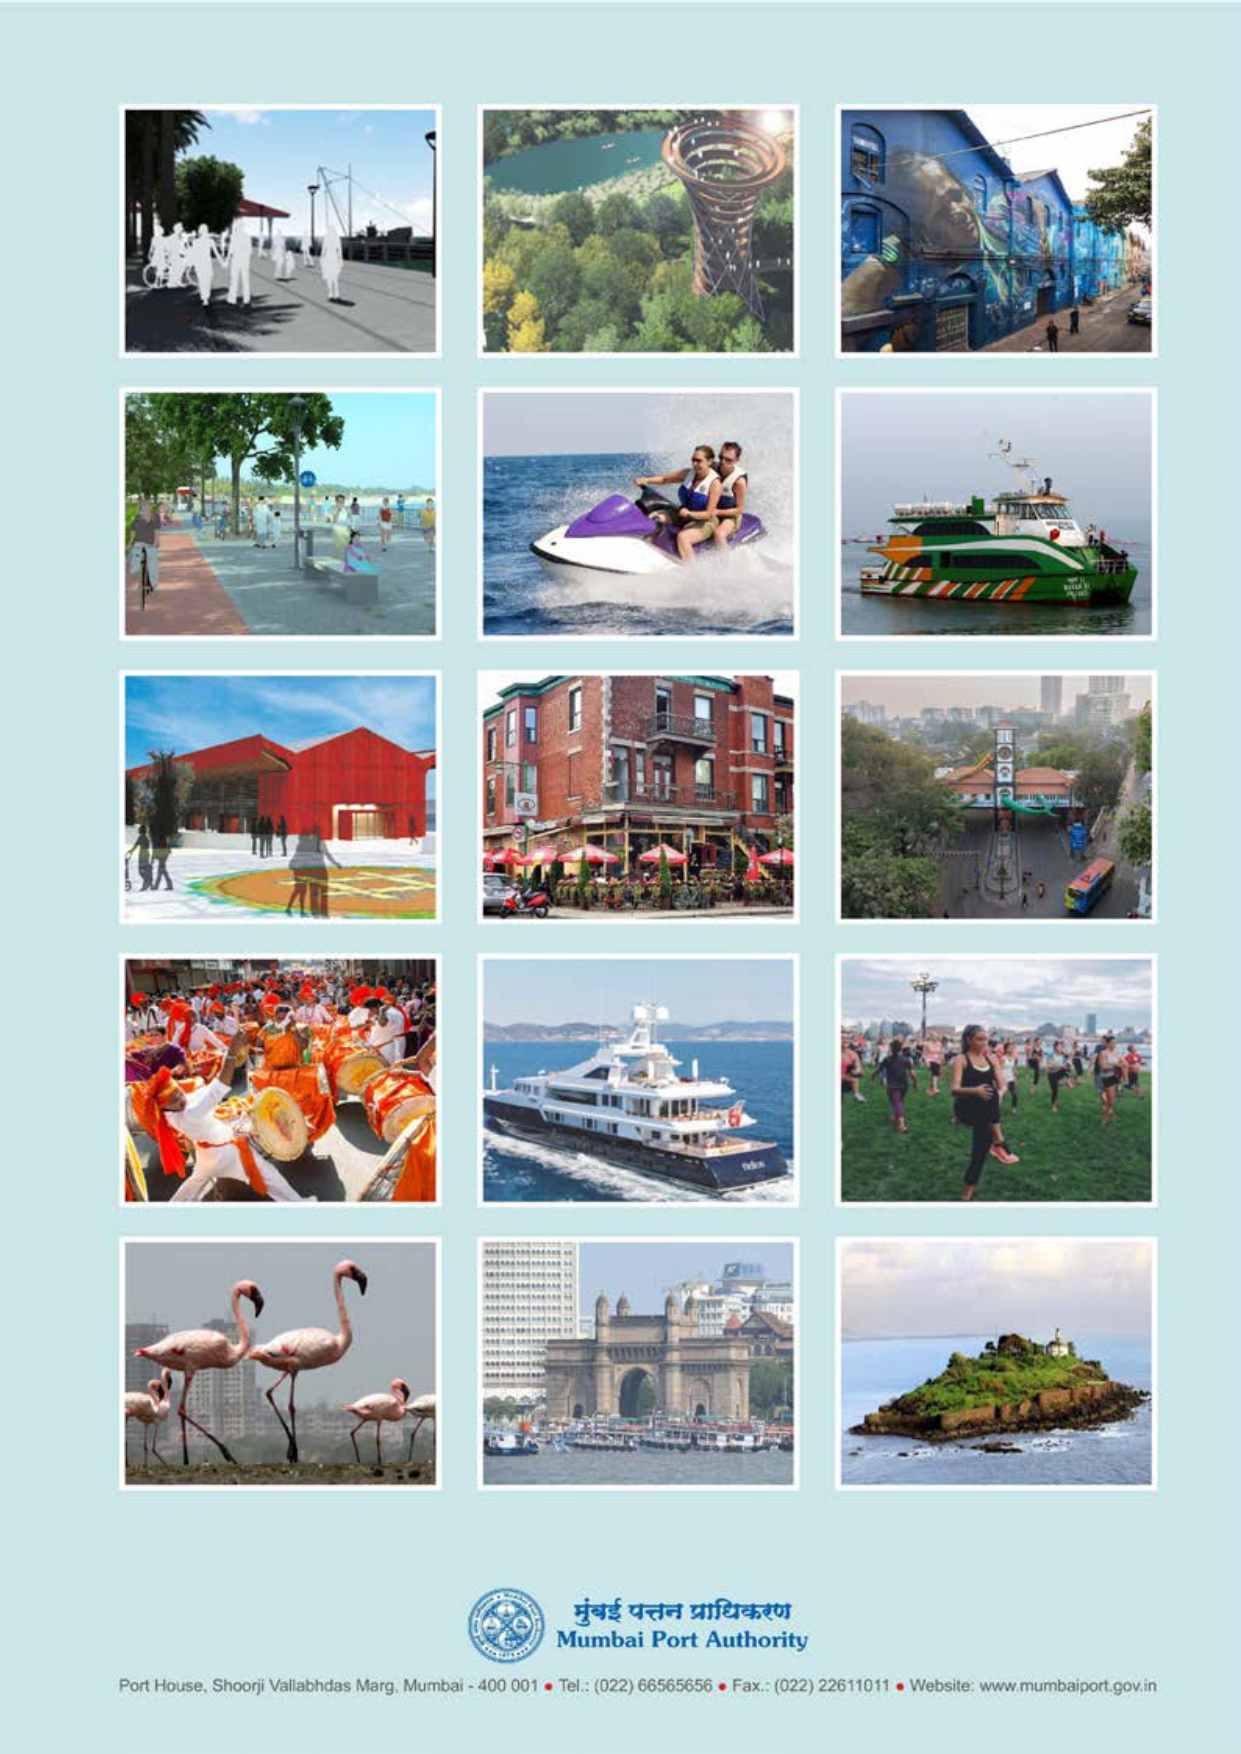 Helios
मुंबई पत्तन प्राधिकरण
Mumbai Port Authority
Port House, Shoorji Vallabhdas Marg, Mumbai - 400 001 ● Tel.: (022) 66565656 ● Fax.: (022) 22611011 ● Website: www.mumbaiport.gov.in